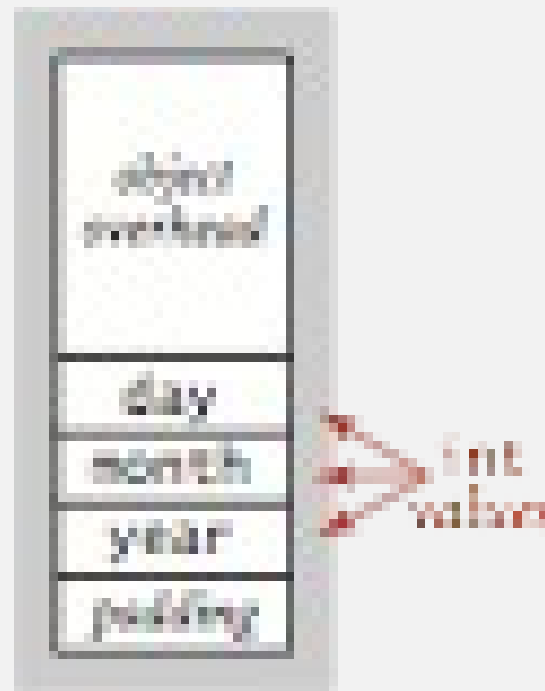 object
overhead
day
month
year
padding
int
values